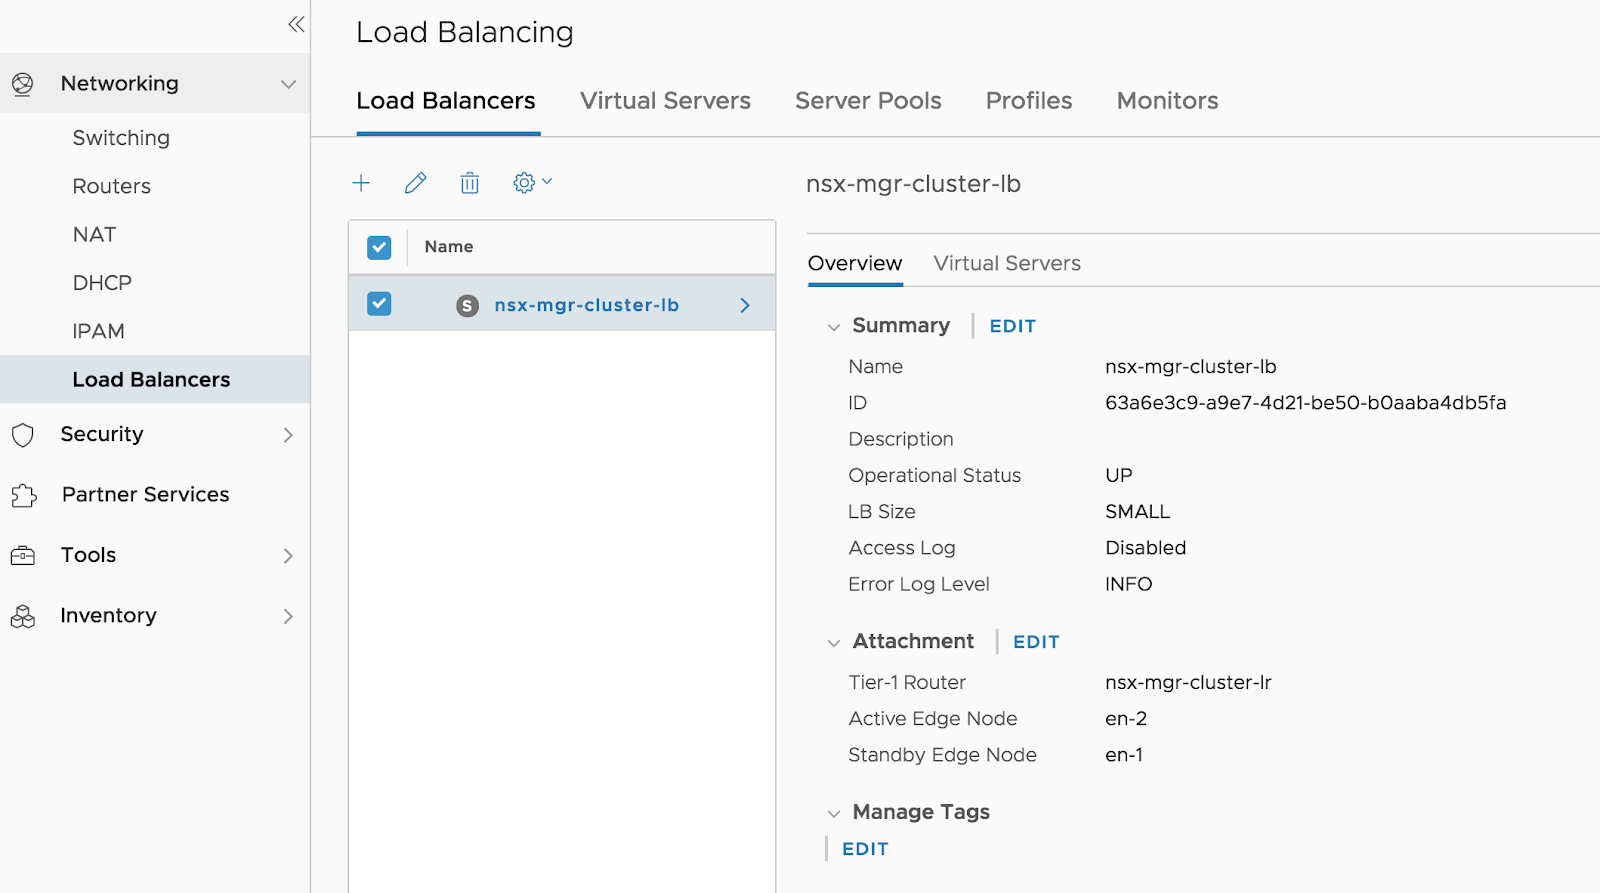 Networking
Switching
Routers
NAT
DHCP
IPAM
Load Balancers
Security
Partner Services
Tools
Inventory
Load Balancing
Load Balancers Virtual Servers Server Pools Profiles Monitors
Name
S nsx-mgr-cluster-lb
nsx-mgr-cluster-lb
Overview Virtual Servers
Summary EDIT
Name nsx-mgr-cluster-lb
ID 63a6e3c9-a9e7-4d21-be50-b0aaba4db5fa
Description
Operational Status UP
LB Size SMALL
Access Log Disabled
Error Log Level INFO
Attachment EDIT
Tier-1 Router nsx-mgr-cluster-lr
Active Edge Node en-2
Standby Edge Node en-1
Manage Tags
EDIT